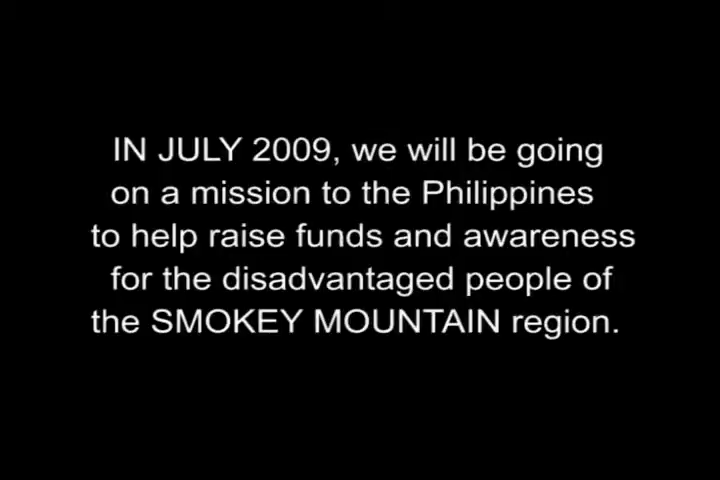 IN JULY 2009, we will be going
on a mission to the Philippines
to help raise funds and awareness
for the disadvantaged people of
the SMOKEY MOUNTAIN region.